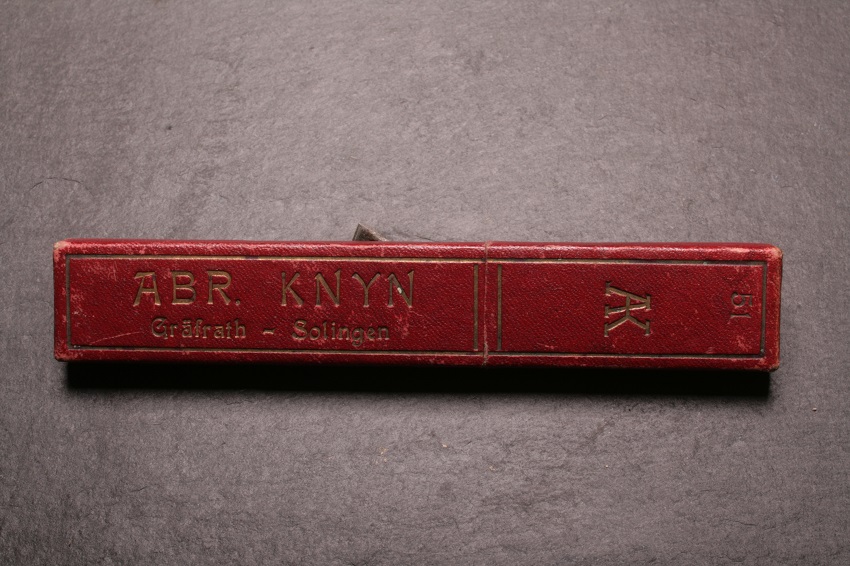 ABR. KNYN
Gräfrath - Solingen
AK
51